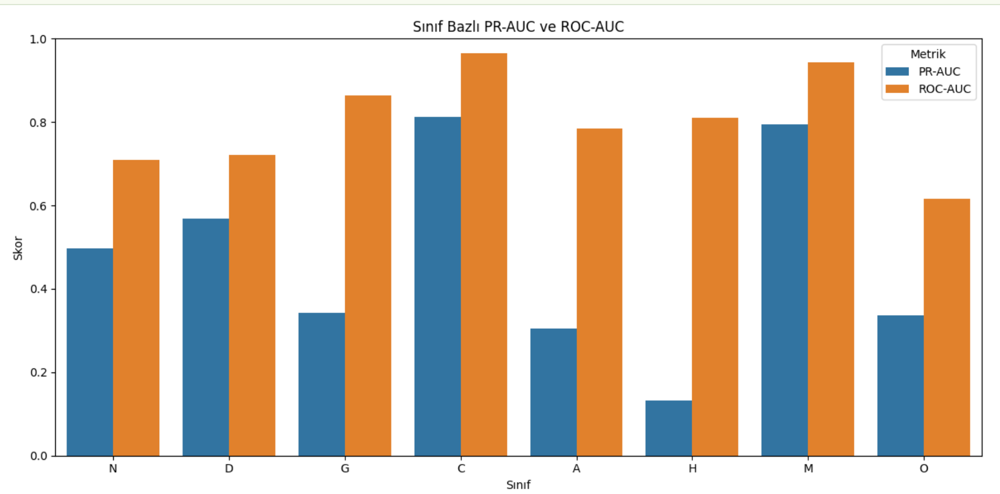 Sınıf Bazlı PR-AUC ve ROC-AUC
Metrik
PR-AUC
ROC-AUC
1.0
0.8
0.6
0.4
0.2
0.0
Skor
N D G C A H M O
Sınıf